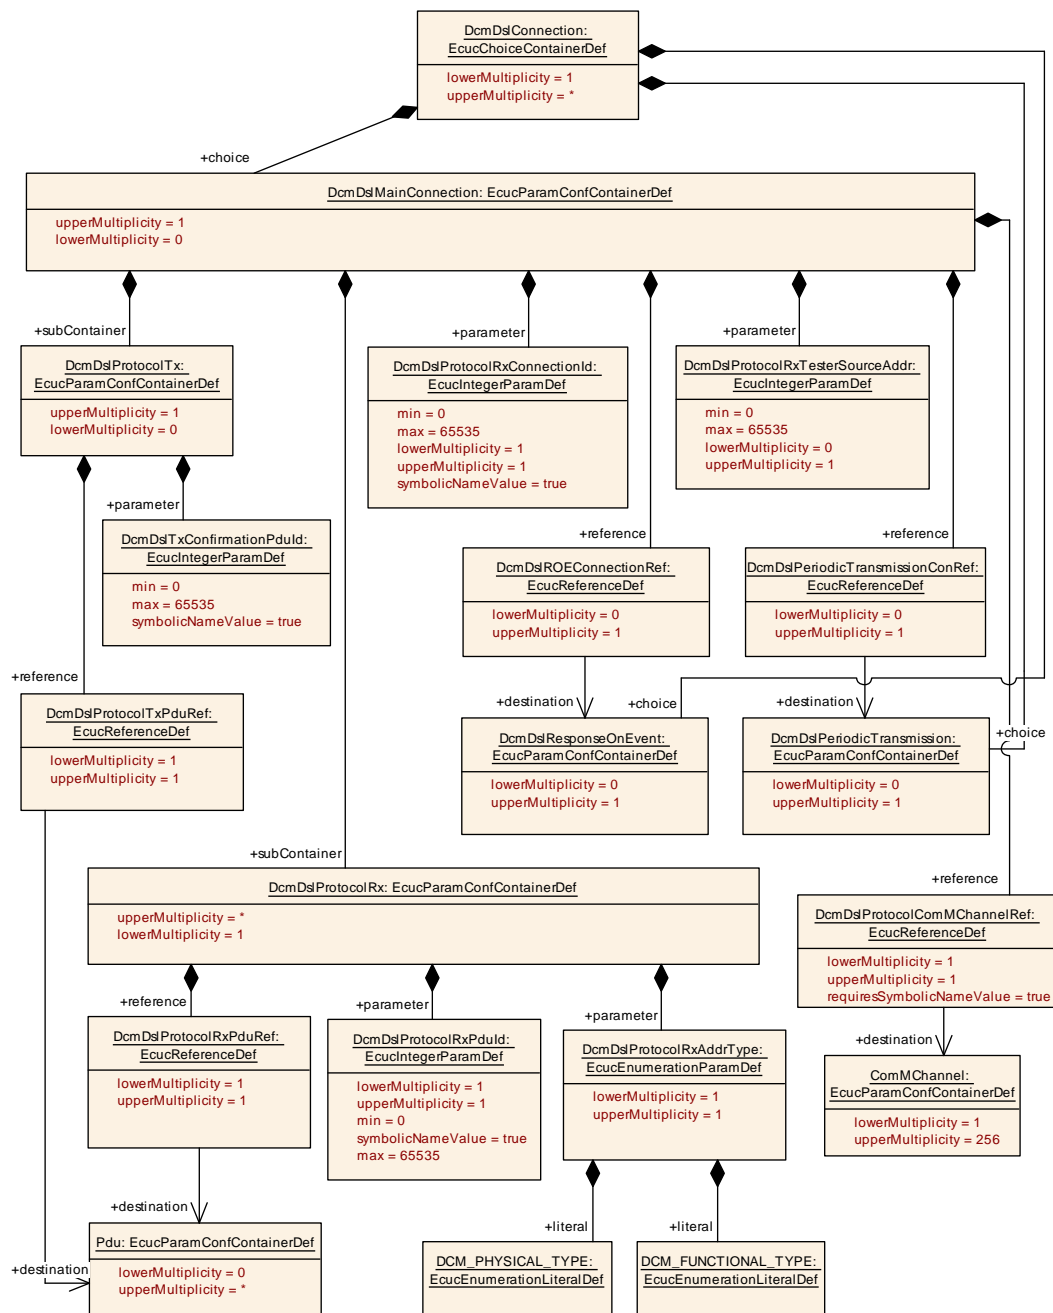 DcmDslConnection:
EcucChoiceContainerDef
lowerMultiplicity = 1
upperMultiplicity = *
+choice
DcmDslMainConnection: EcucParamConfContainerDef
upperMultiplicity = 1
lowerMultiplicity = 0
+subContainer
+parameter
+parameter
DcmDslProtocolTx:
EcucParamConfContainerDef
upperMultiplicity = 1
lowerMultiplicity = 0
DcmDslProtocolRxConnectionId:
EcucIntegerParamDef
min = 0
max = 65535
lowerMultiplicity = 1
upperMultiplicity = 1
symbolicNameValue = true
DcmDslProtocolRxTesterSourceAddr:
EcucIntegerParamDef
min = 0
max = 65535
lowerMultiplicity = 0
upperMultiplicity = 1
+parameter
DcmDslTxConfirmationPduId:
EcucIntegerParamDef
min = 0
max = 65535
symbolicNameValue = true
+reference
+reference
DcmDslROEConnectionRef:
EcucReferenceDef
lowerMultiplicity = 0
upperMultiplicity = 1
DcmDslPeriodicTransmissionConRef:
EcucReferenceDef
lowerMultiplicity = 0
upperMultiplicity = 1
+reference
DcmDslProtocolTxPduRef:
EcucReferenceDef
lowerMultiplicity = 1
upperMultiplicity = 1
+destination
+choice
+destination
+choice
DcmDslResponseOnEvent:
EcucParamConfContainerDef
lowerMultiplicity = 0
upperMultiplicity = 1
DcmDslPeriodicTransmission:
EcucParamConfContainerDef
lowerMultiplicity = 0
upperMultiplicity = 1
+subContainer
DcmDslProtocolRx: EcucParamConfContainerDef
upperMultiplicity = *
lowerMultiplicity = 1
+reference
DcmDslProtocolComMChannelRef:
EcucReferenceDef
lowerMultiplicity = 1
upperMultiplicity = 1
requiresSymbolicNameValue = true
+reference
+parameter
+parameter
DcmDslProtocolRxPduRef:
EcucReferenceDef
lowerMultiplicity = 1
upperMultiplicity = 1
DcmDslProtocolRxPduId:
EcucIntegerParamDef
lowerMultiplicity = 1
upperMultiplicity = 1
min = 0
symbolicNameValue = true
max = 65535
DcmDslProtocolRxAddrType:
EcucEnumerationParamDef
lowerMultiplicity = 1
upperMultiplicity = 1
+destination
ComMChannel:
EcucParamConfContainerDef
lowerMultiplicity = 1
upperMultiplicity = 256
+destination
+literal
+literal
Pdu: EcucParamConfContainerDef
lowerMultiplicity = 0
upperMultiplicity = *
+destination
DCM_PHYSICAL_TYPE:
EcucEnumerationLiteralDef
DCM_FUNCTIONAL_TYPE:
EcucEnumerationLiteralDef